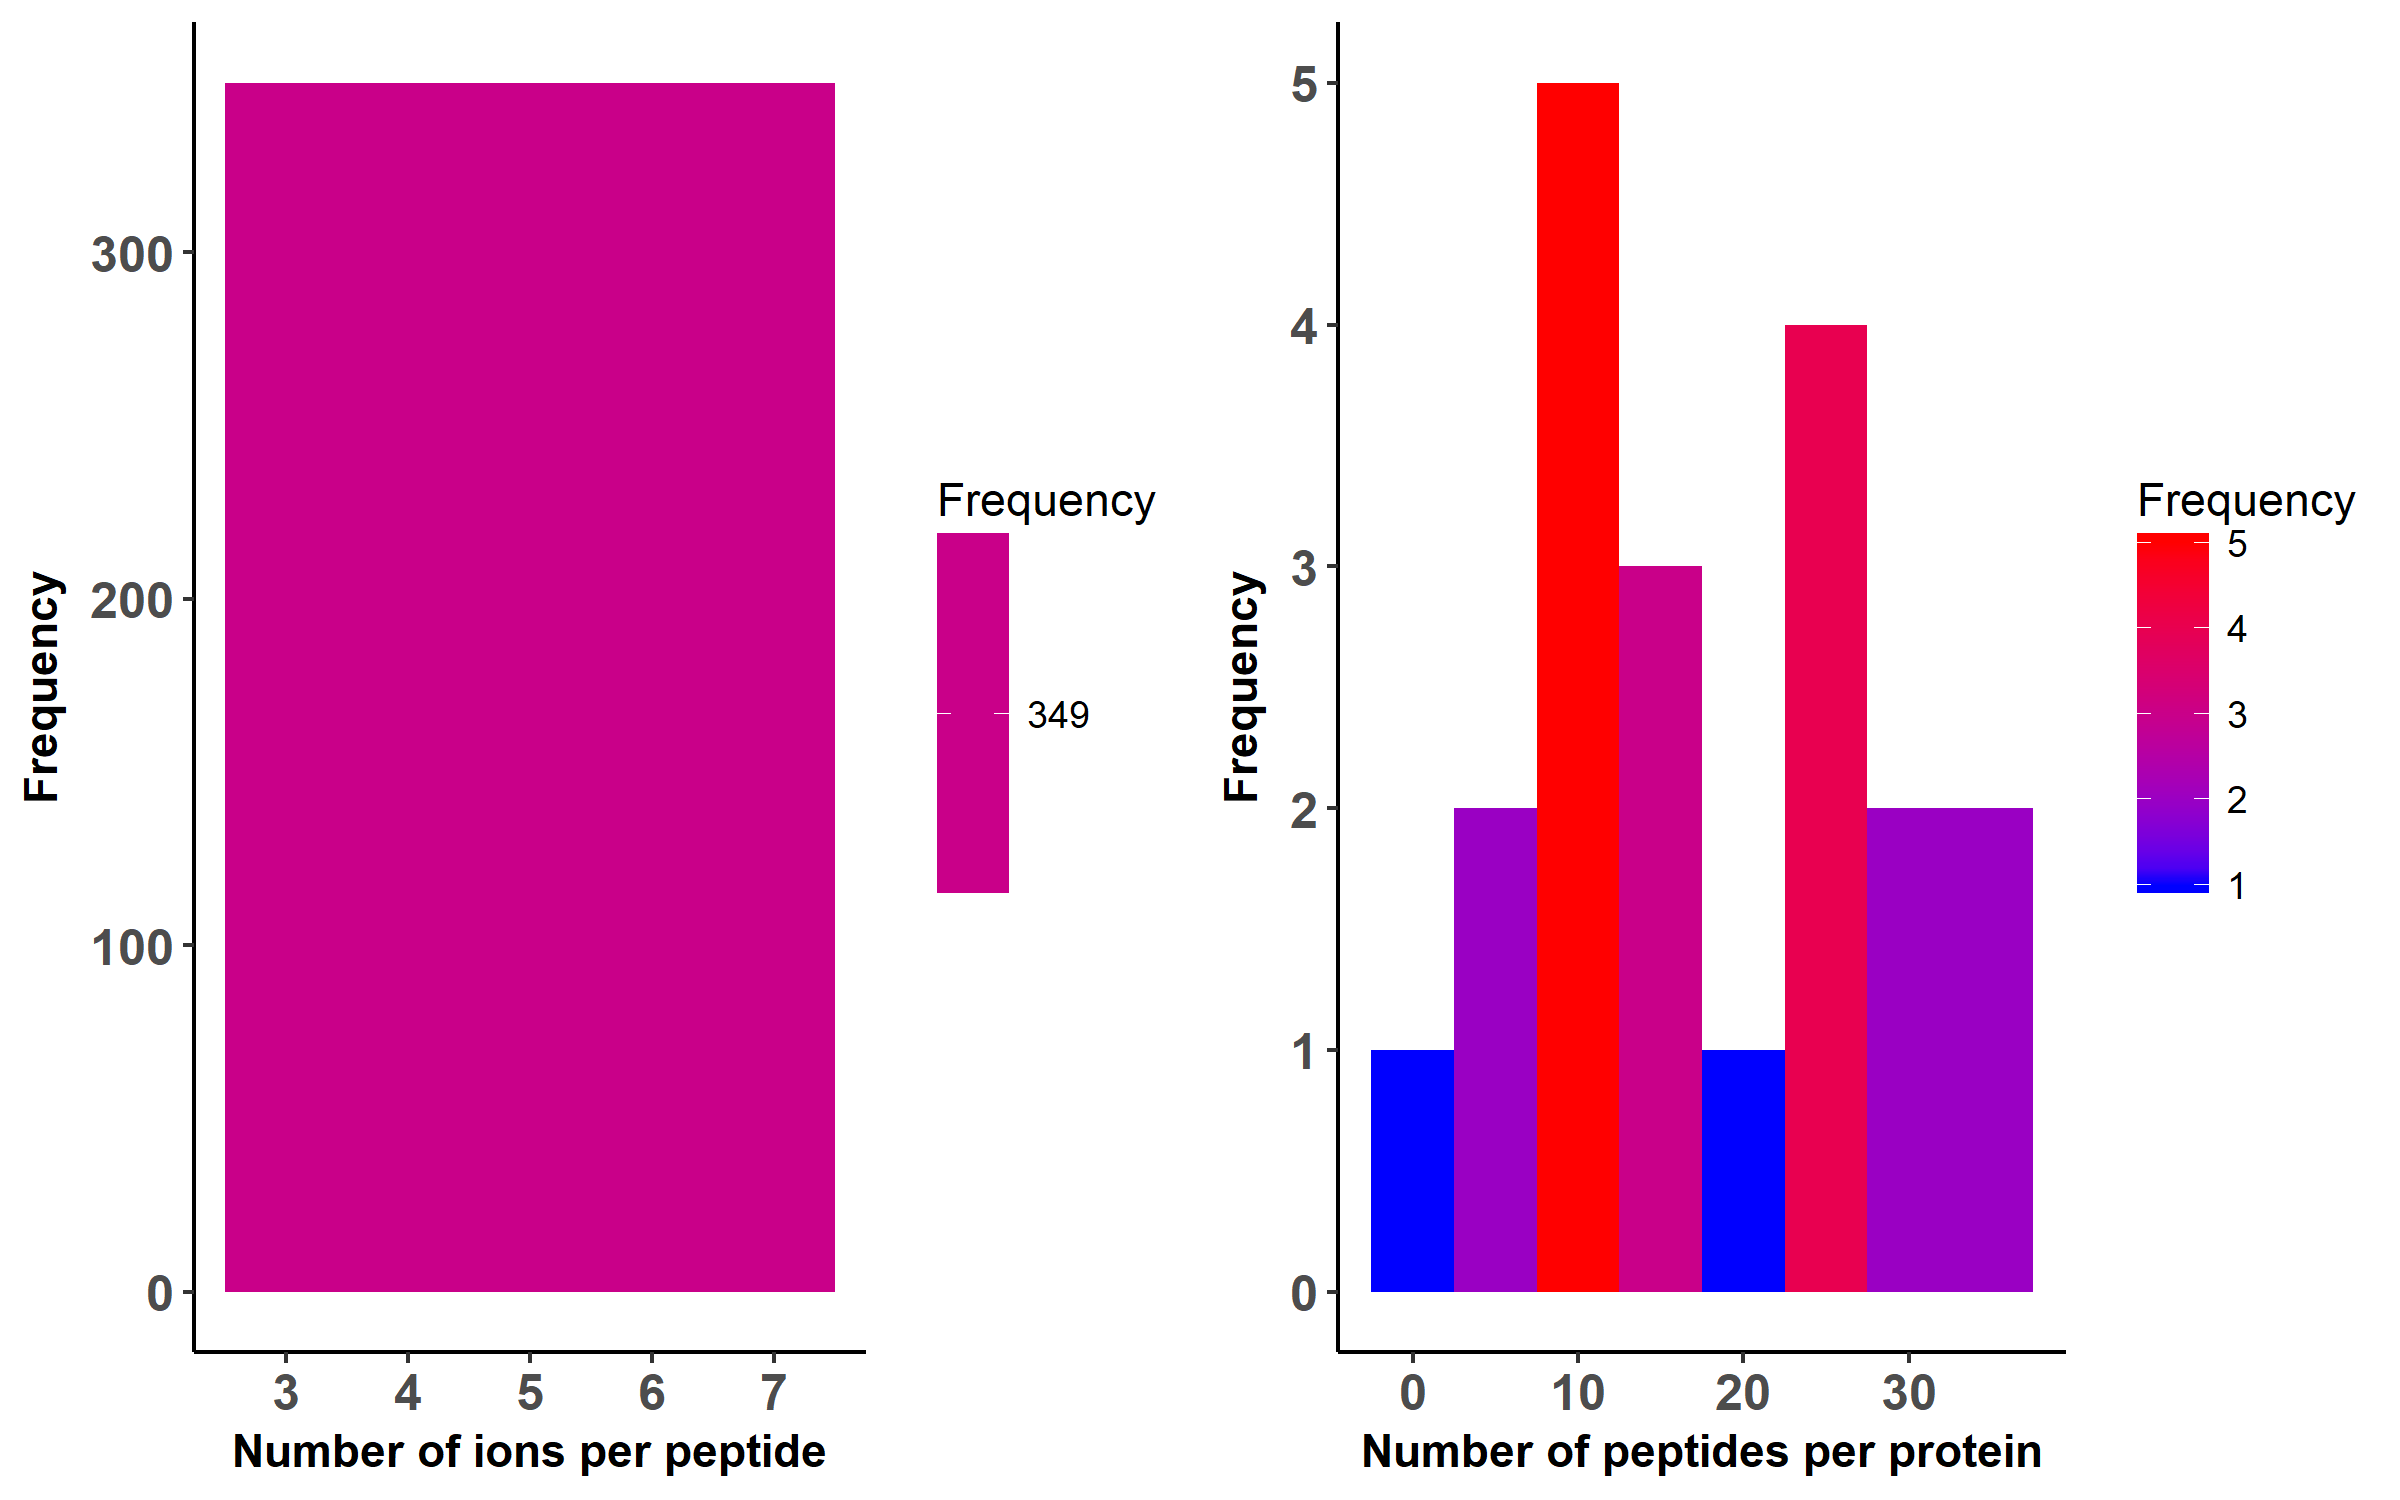 Frequency
300
200
100
0
3 4 5 6 7
Number of ions per peptide
Frequency
349
Frequency
5
4
3
2
1
0
0 10 20 30
Number of peptides per protein
Frequency
5
4
3
2
1